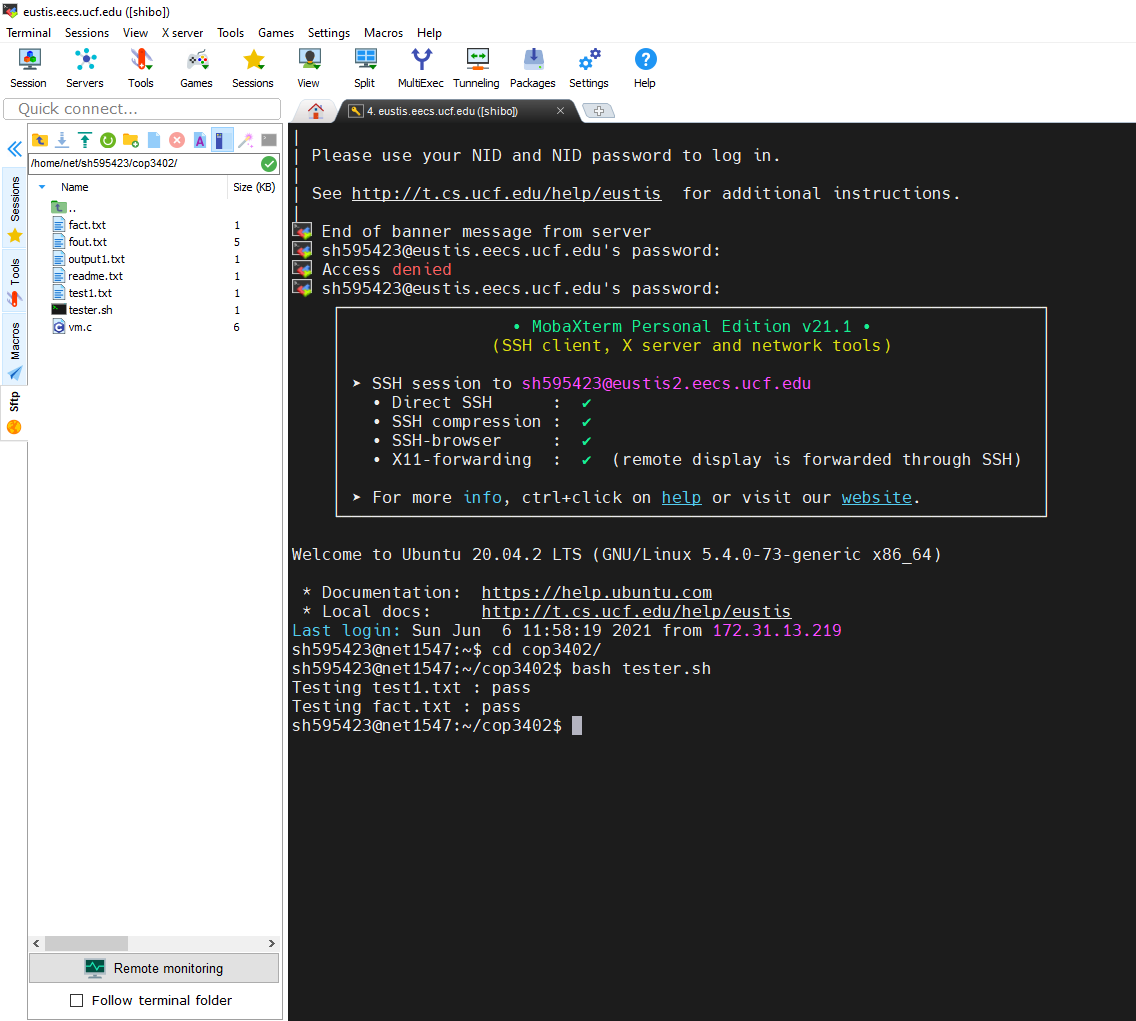 eustis.eecs.ucf.edu ([shibo])
Terminal Sessions View X server Tools Games Settings Macros Help
Session Servers Tools Games Sessions View Split MultiExec Tunneling Packages Settings Help
Quick connect...
4. eustis.eecs.ucf.edu ([shibo])
Sessions
Tools
Macros
Sftp
/home/net/sh595423/cop3402/
Name Size (KB)
..
fact.txt 1
fout.txt 5
output1.txt 1
readme.txt 1
test1.txt 1
tester.sh 1
vm.c 6
Remote monitoring
Follow terminal folder
|
| Please use your NID and NID password to log in.
|
| See http://t.cs.ucf.edu/help/eustis  for additional instructions.
|
End of banner message from server
sh595423@eustis.eecs.ucf.edu's password:
Access denied
sh595423@eustis.eecs.ucf.edu's password:
• MobaXterm Personal Edition v21.1 •
(SSH client, X server and network tools)
➤ SSH session to sh595423@eustis2.eecs.ucf.edu
• Direct SSH      :  ✔
• SSH compression :  ✔
• SSH-browser     :  ✔
• X11-forwarding  :  ✔  (remote display is forwarded through SSH)
➤ For more info, ctrl+click on help or visit our website.
Welcome to Ubuntu 20.04.2 LTS (GNU/Linux 5.4.0-73-generic x86_64)
* Documentation:  https://help.ubuntu.com
* Local docs:     http://t.cs.ucf.edu/help/eustis
Last login: Sun Jun  6 11:58:19 2021 from 172.31.13.219
sh595423@net1547:~$ cd cop3402/
sh595423@net1547:~/cop3402$ bash tester.sh
Testing test1.txt : pass
Testing fact.txt : pass
sh595423@net1547:~/cop3402$